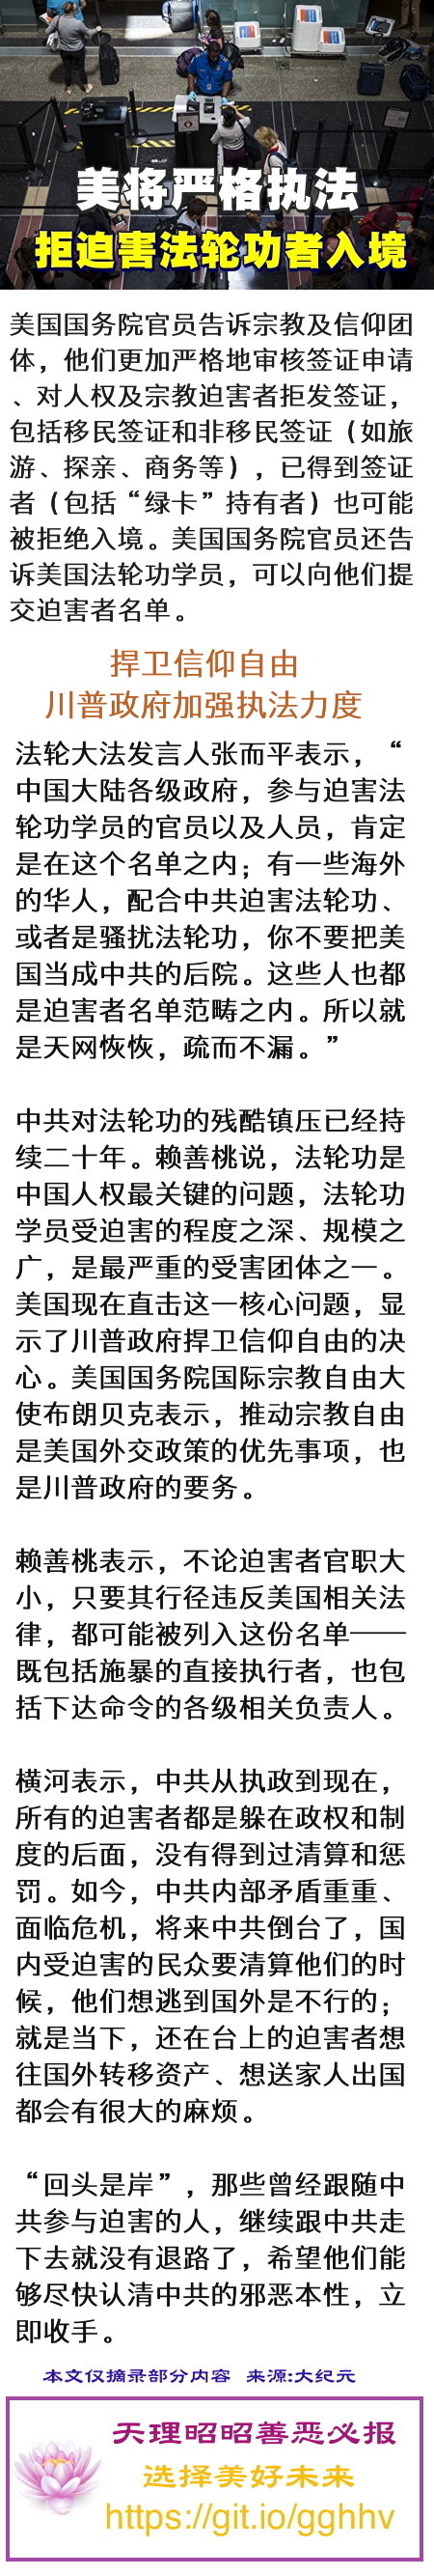 美将严格执法
拒迫害法轮功者入境
美国国务院官员告诉宗教及信仰团
体，他们更加严格地审核签证申请
、对人权及宗教迫害者拒发签证，
包括移民签证和非移民签证（如旅
游、探亲、商务等），已得到签证
者（包括“绿卡”持有者）也可能
被拒绝入境。美国国务院官员还告
诉美国法轮功学员，可以向他们提
交迫害者名单。
捍卫信仰自由
川普政府加强执法力度
法轮大法发言人张而平表示，“
中国大陆各级政府，参与迫害法
轮功学员的官员以及人员，肯定
是在这个名单之内；有一些海外
的华人，配合中共迫害法轮功、
或者是骚扰法轮功，你不要把美
国当成中共的后院。这些人也都
是迫害者名单范畴之内。所以就
是天网恢恢，疏而不漏。”
中共对法轮功的残酷镇压已经持
续二十年。赖善桃说，法轮功是
中国人权最关键的问题，法轮功
学员受迫害的程度之深、规模之
广，是最严重的受害团体之一。
美国现在直击这一核心问题，显
示了川普政府捍卫信仰自由的决
心。美国国务院国际宗教自由大
使布朗贝克表示，推动宗教自由
是美国外交政策的优先事项，也
是川普政府的要务。
赖善桃表示，不论迫害者官职大
小，只要其行径违反美国相关法
律，都可能被列入这份名单——
既包括施暴的直接执行者，也包
括下达命令的各级相关负责人。
横河表示，中共从执政到现在，
所有的迫害者都是躲在政权和制
度的后面，没有得到过清算和惩
罚。如今，中共内部矛盾重重、
面临危机，将来中共倒台了，国
内受迫害的民众要清算他们的时
候，他们想逃到国外是不行的；
就是当下，还在台上的迫害者想
往国外转移资产、想送家人出国
都会有很大的麻烦。
“回头是岸”，那些曾经跟随中
共参与迫害的人，继续跟中共走
下去就没有退路了，希望他们能
够尽快认清中共的邪恶本性，立
即收手。
本文仅摘录部分内容 来源:大纪元
天理昭昭善恶必报
选择美好未来
https://git.io/gghhv